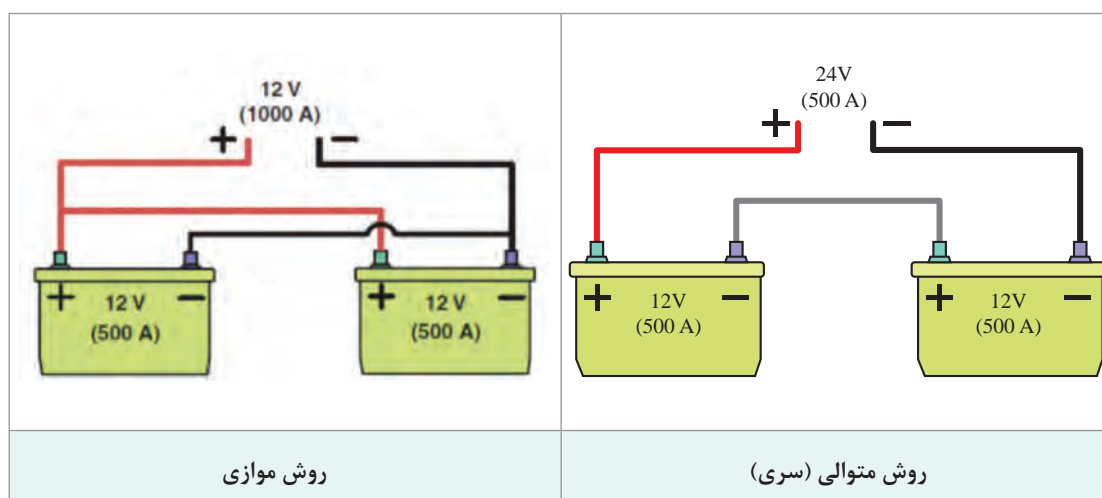 12 V
(1000 A)
+ −
+ 12 V −
(500 A)
+ 12 V −
(500 A)
روش موازی
24V
(500 A)
+ −
+ 12V −
(500 A)
+ 12V −
(500 A)
روش متوالی (سری)